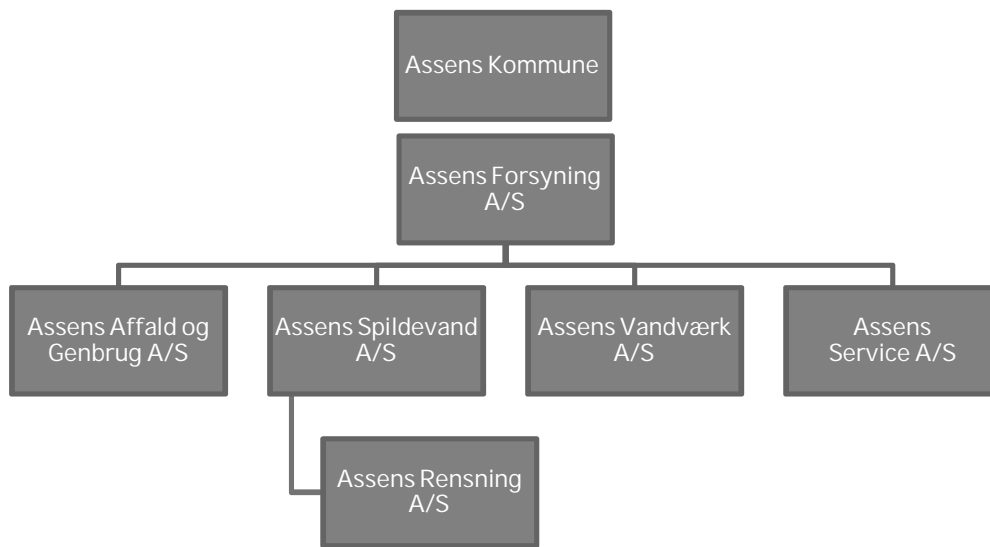 Assens Kommune
Assens Forsyning
A/S
Assens Affald og
Genbrug A/S
Assens Spildevand
A/S
Assens Vandværk
A/S
Assens
Service A/S
Assens Rensning
A/S